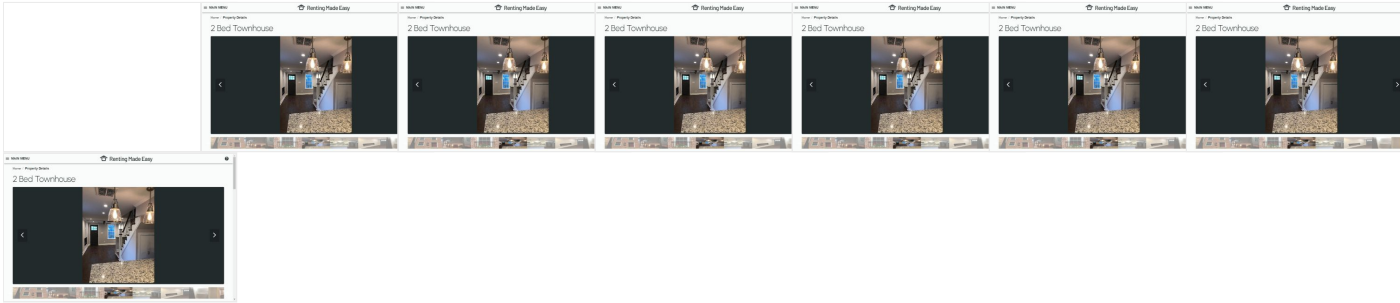 MAIN MENU Renting Made Easy MAIN MENU Renting Made Easy MAIN MENU Renting Made Easy MAIN MENU Renting Made Easy MAIN MENU Renting Made Easy MAIN MENU Renting Made Easy
Home Property Details Home Property Details Home Property Details Home Property Details Home Property Details Home Property Details
2 Bed Townhouse 2 Bed Townhouse 2 Bed Townhouse 2 Bed Townhouse 2 Bed Townhouse 2 Bed Townhouse
MAIN MENU Renting Made Easy
Home Property Details
2 Bed Townhouse